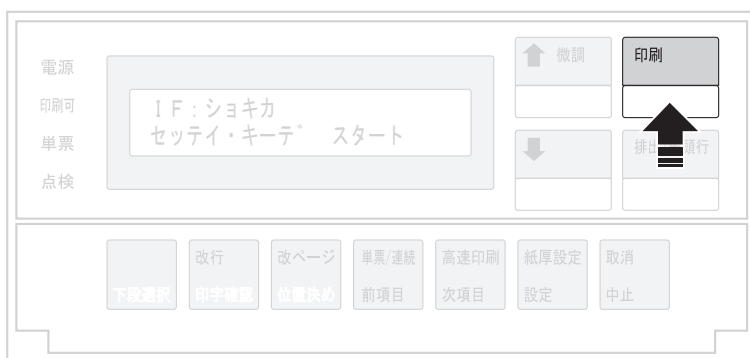 電源
印刷可
単票
点検
IF:ショキカ
セッテイ・キーデ゛ スタート
微調
印刷
排出/ 頭行
下段選択
改行
印字確認
改ページ
位置決め
単票/連続
前項目
高速印刷
次項目
紙厚設定
設定
取消
中止